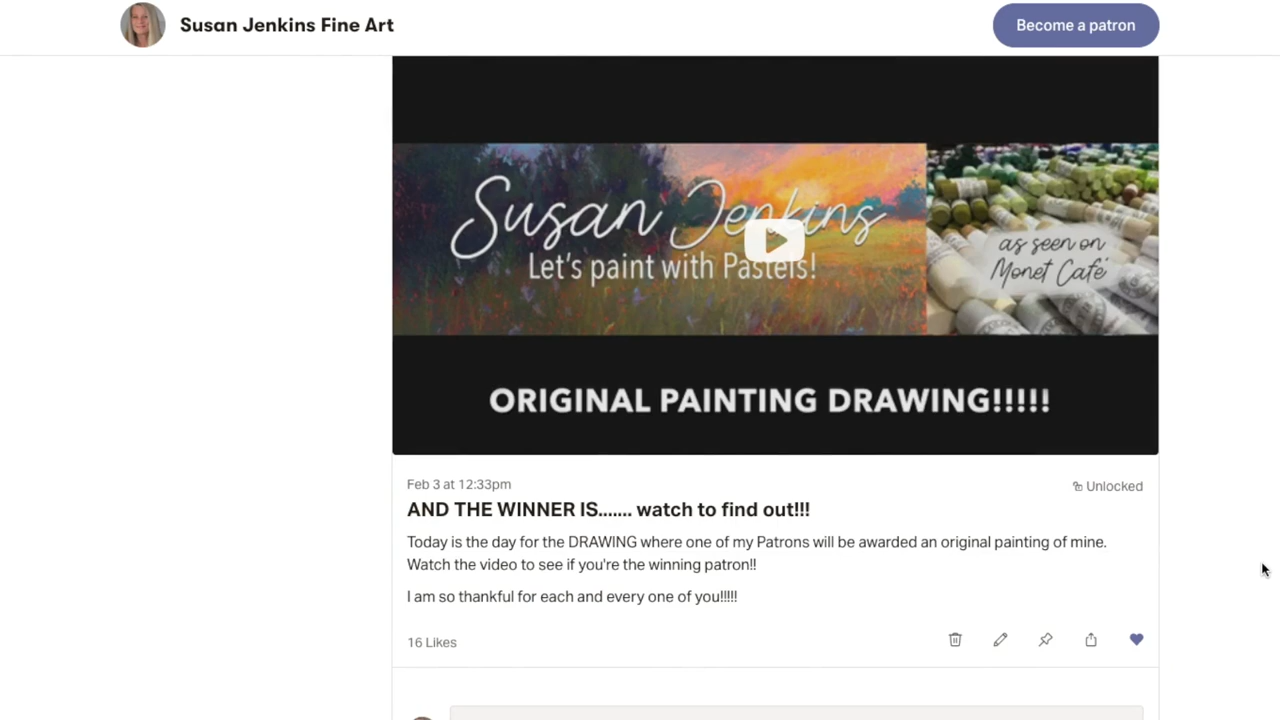 Susan Jenkins Fine Art
Become a patron
Susan Jenkins
Let's paint with Pastels!
as seen on
Monet Café
ORIGINAL PAINTING DRAWING!!!!!
Feb 3 at 12:33pm
Unlocked
AND THE WINNER IS....... watch to find out!!!
Today is the day for the DRAWING where one of my Patrons will be awarded an original painting of mine.
Watch the video to see if you're the winning patron!!
I am so thankful for each and every one of you!!!!!
16 Likes